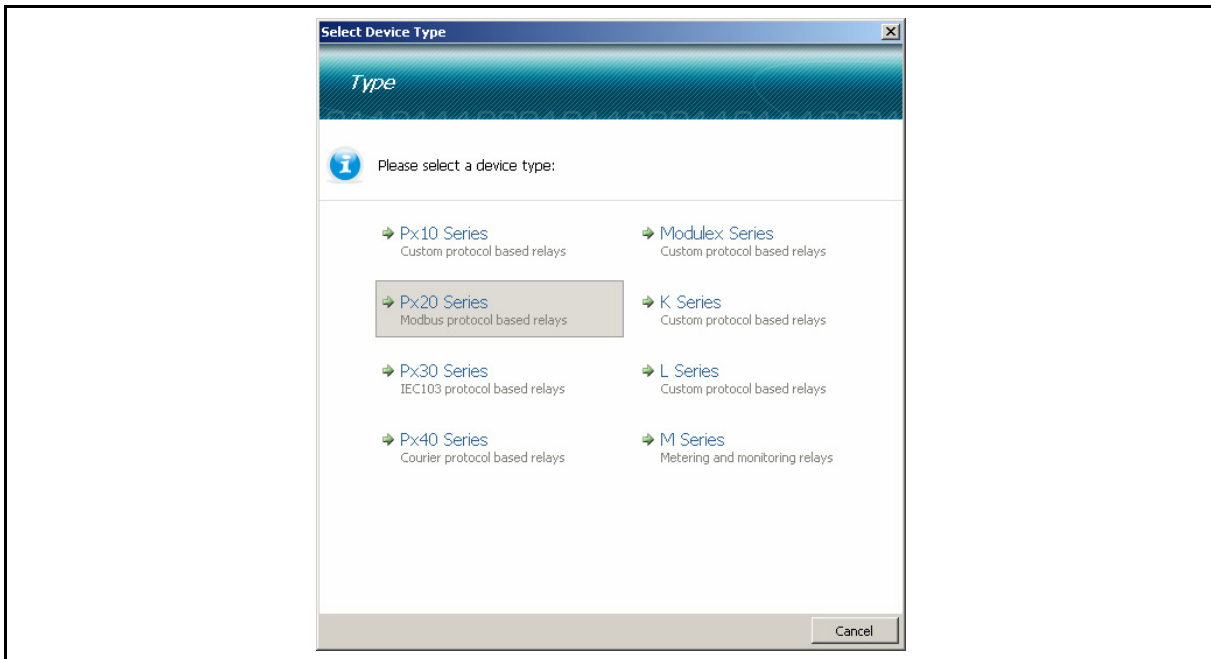 Select Device Type
Type
Please select a device type:
Px10 Series
Custom protocol based relays
Px20 Series
Modbus protocol based relays
Px30 Series
IEC103 protocol based relays
Px40 Series
Courier protocol based relays
Modulex Series
Custom protocol based relays
K Series
Custom protocol based relays
L Series
Custom protocol based relays
M Series
Metering and monitoring relays
Cancel